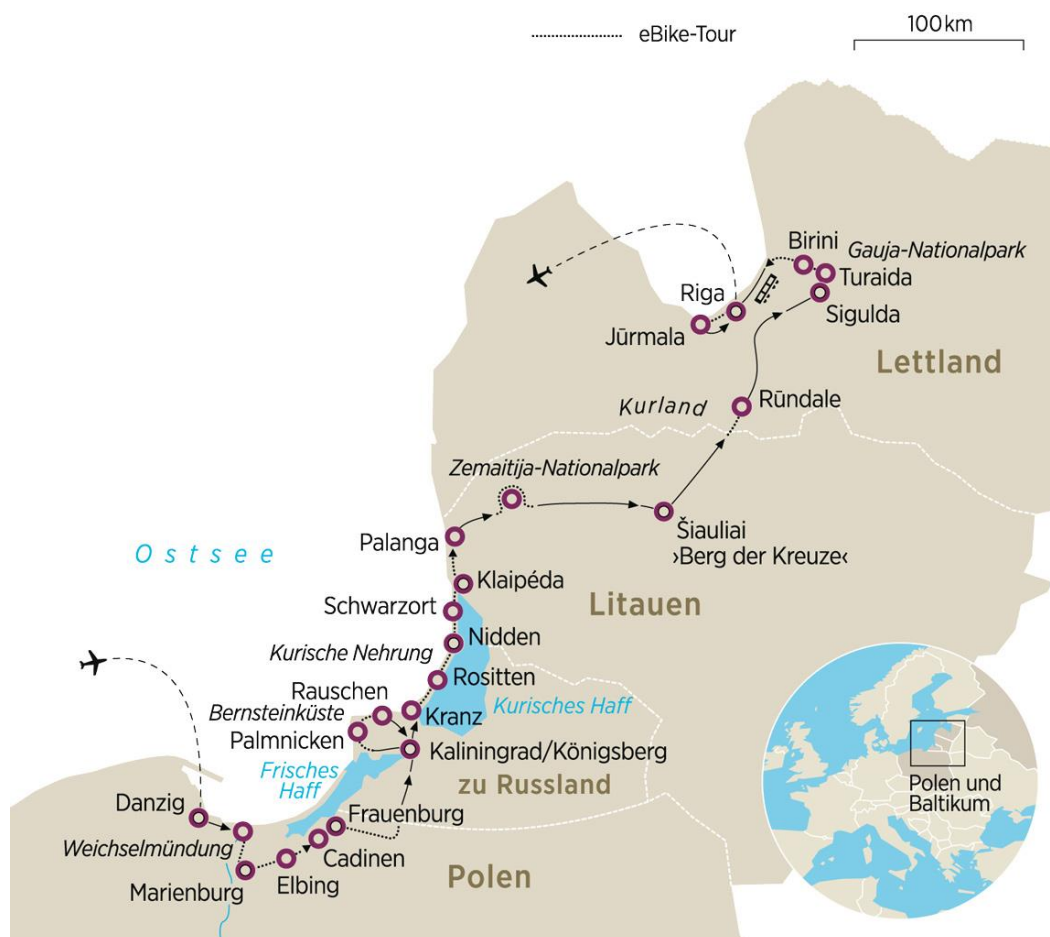 eBike-Tour
100 km
Birini
Gauja-Nationalpark
Turaida
Riga
Sigulda
Jūrmala
Lettland
Kurland
Rūndale
Zemaitija-Nationalpark
Šiauliai
›Berg der Kreuze‹
Palanga
Ostsee
Klaipéda
Schwarzort
Litauen
Nidden
Kurische Nehrung
Rositten
Rauschen
Kurisches Haff
Bernsteinküste
Kranz
Palmnicken
Kaliningrad/Königsberg
Frisches
Haff
zu Russland
Polen und
Baltikum
Danzig
Frauenburg
Weichselmündung
Cadinen
Marienburg
Elbing
Polen